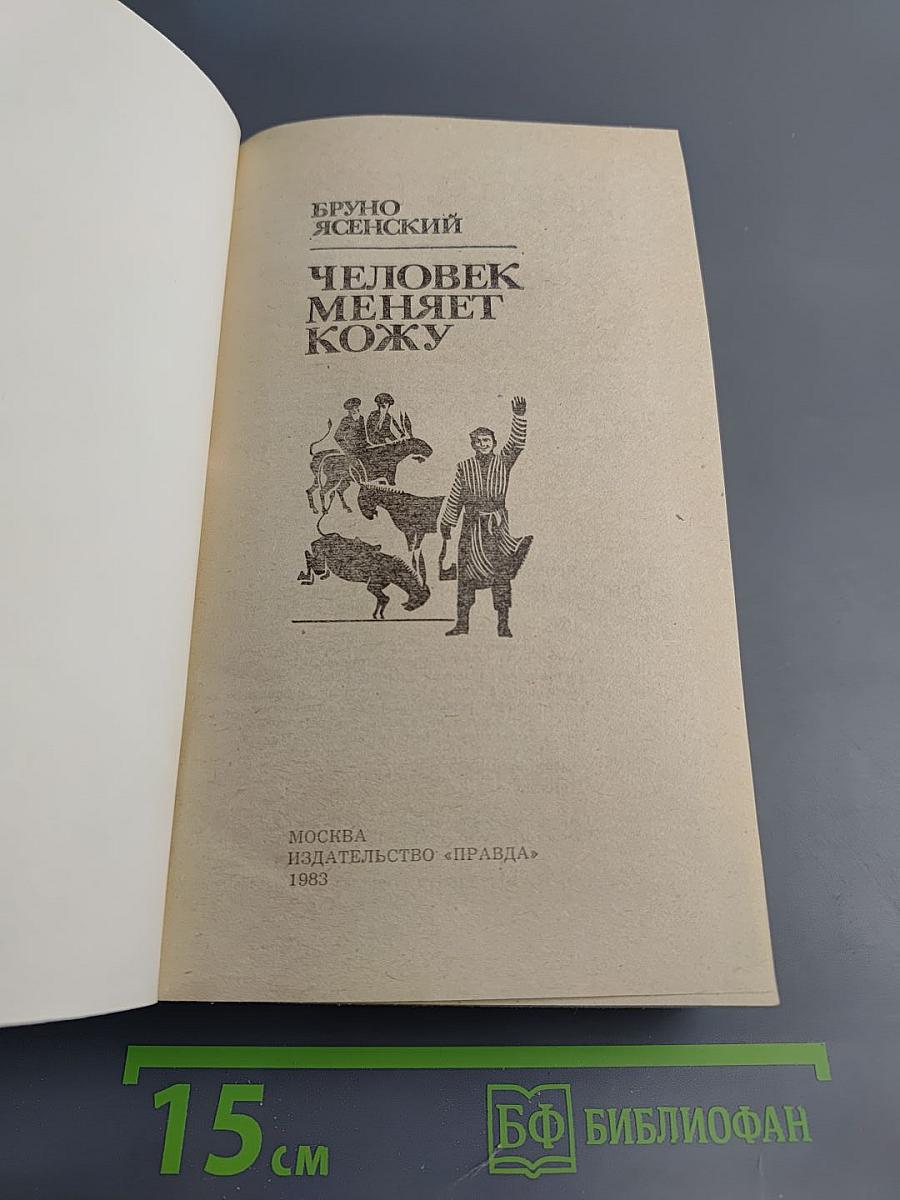 БРУНО
ЯСЕНСКИЙ
ЧЕЛОВЕК
МЕНЯЕТ
КОЖУ
МОСКВА
ИЗДАТЕЛЬСТВО «ПРАВДА»
1983
15 см
БФ БИБЛИОФАН